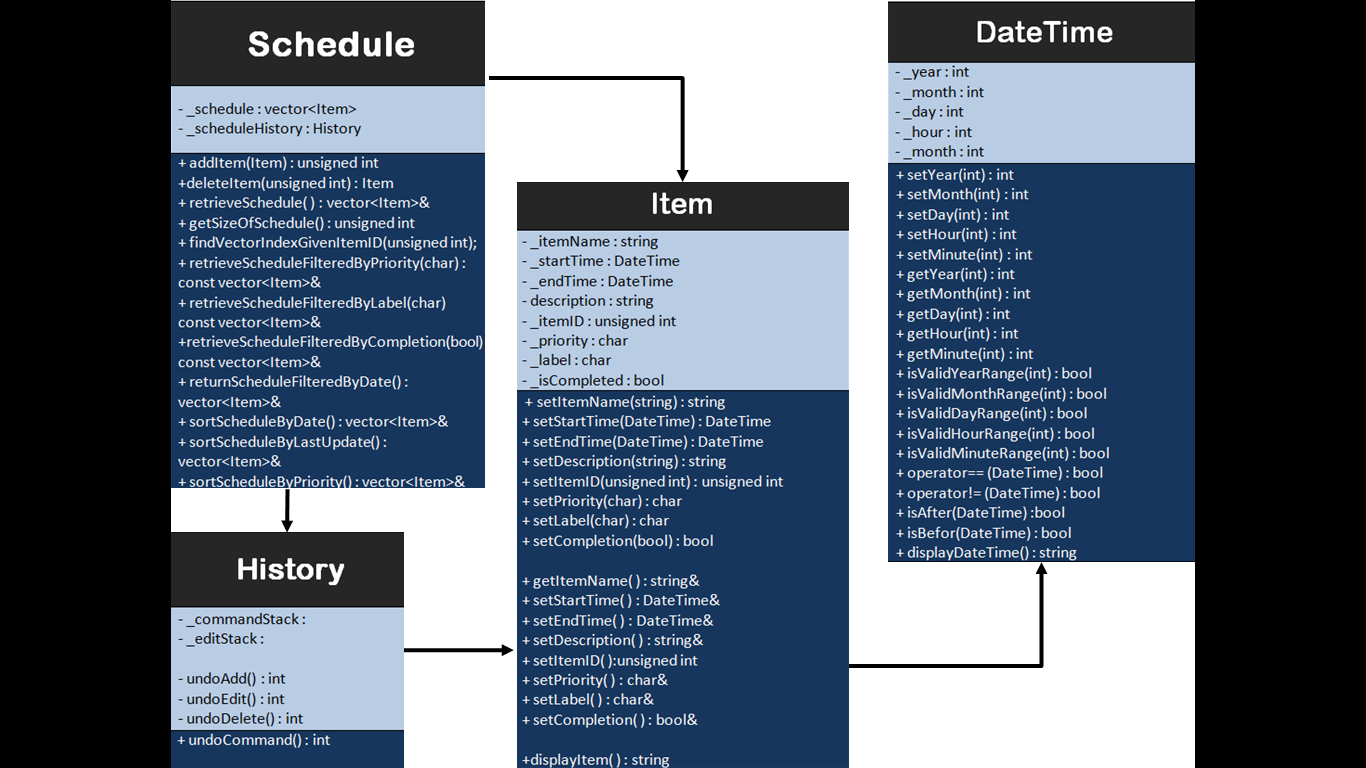 Schedule
- _schedule : vector<Item>
- _scheduleHistory : History
+ addItem(Item) : unsigned int
+deleteItem(unsigned int) : Item
+ retrieveSchedule( ) : vector<Item>&
+ getSizeOfSchedule() : unsigned int
+ findVectorIndexGivenItemID(unsigned int);
+ retrieveScheduleFilteredByPriority(char) :
const vector<Item>&
+ retrieveScheduleFilteredByLabel(char)
const vector<Item>&
+retrieveScheduleFilteredByCompletion(bool)
const vector<Item>&
+ returnScheduleFilteredByDate() :
vector<Item>&
+ sortScheduleByDate() : vector<Item>&
+ sortScheduleByLastUpdate() :
vector<Item>&
+ sortScheduleByPriority() : vector<Item>&
History
- _commandStack :
- _editStack :
- undoAdd() : int
- undoEdit() : int
- undoDelete() : int
+ undoCommand() : int
Item
- _itemName : string
- _startTime : DateTime
- _endTime : DateTime
- description : string
- _itemID : unsigned int
- _priority : char
- _label : char
- _isCompleted : bool
+ setItemName(string) : string
+ setStartTime(DateTime) : DateTime
+ setEndTime(DateTime) : DateTime
+ setDescription(string) : string
+ setItemID(unsigned int) : unsigned int
+ setPriority(char) : char
+ setLabel(char) : char
+ setCompletion(bool) : bool
+ getItemName( ) : string&
+ setStartTime( ) : DateTime&
+ setEndTime( ) : DateTime&
+ setDescription( ) : string&
+ setItemID( ):unsigned int
+ setPriority( ) : char&
+ setLabel( ) : char&
+ setCompletion( ) : bool&
+displayItem( ) : string
DateTime
- _year : int
- _month : int
- _day : int
- _hour : int
- _month : int
+ setYear(int) : int
+ setMonth(int) : int
+ setDay(int) : int
+ setHour(int) : int
+ setMinute(int) : int
+ getYear(int) : int
+ getMonth(int) : int
+ getDay(int) : int
+ getHour(int) : int
+ getMinute(int) : int
+ isValidYearRange(int) : bool
+ isValidMonthRange(int) : bool
+ isValidDayRange(int) : bool
+ isValidHourRange(int) : bool
+ isValidMinuteRange(int) : bool
+ operator== (DateTime) : bool
+ operator!= (DateTime) : bool
+ isAfter(DateTime) :bool
+ isBefor(DateTime) : bool
+ displayDateTime() : string